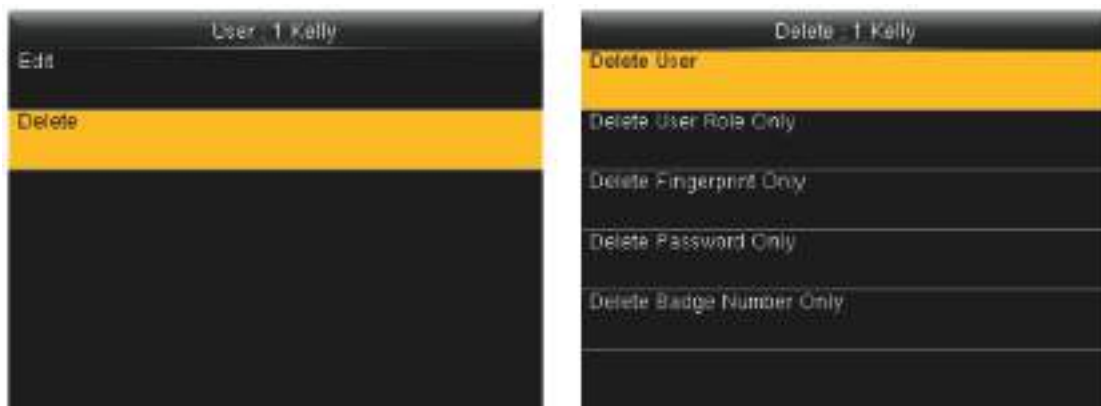 User : 1 Kelly
Edit
Delete
Delete : 1 Kelly
Delete User
Delete User Role Only
Delete Fingerprint Only
Delete Password Only
Delete Badge Number Only